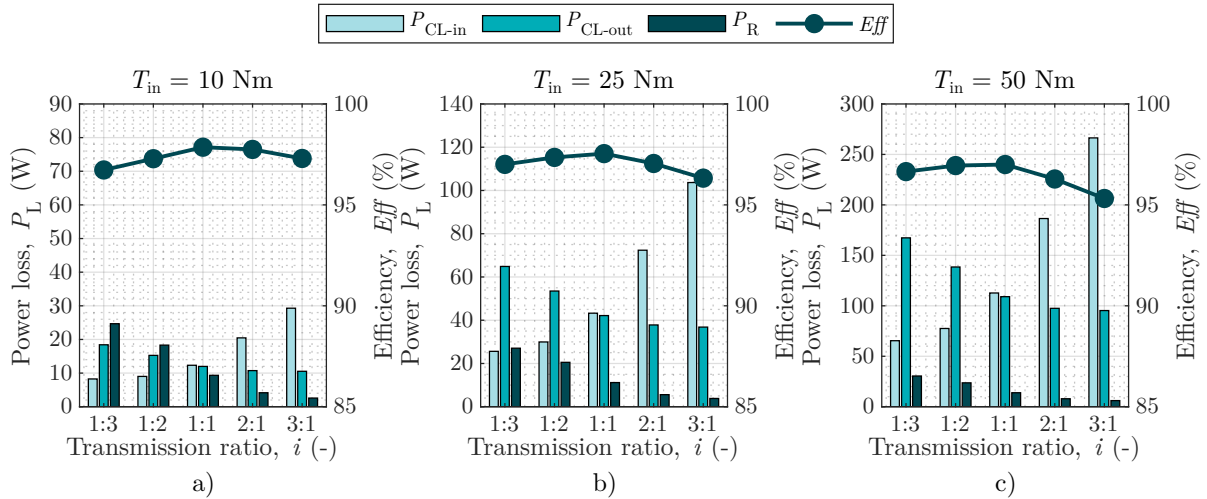 P_CL-in P_CL-out P_R Eff
T_in = 10 Nm
Power loss, P_L (W)
90
80
70
60
50
40
30
20
10
0
100
95
90
85
Efficiency, Eff (%)
1:3 1:2 1:1 2:1 3:1
Transmission ratio, i (-)
a)
T_in = 25 Nm
Power loss, P_L (W)
140
120
100
80
60
40
20
0
100
95
90
85
Efficiency, Eff (%)
1:3 1:2 1:1 2:1 3:1
Transmission ratio, i (-)
b)
T_in = 50 Nm
Power loss, P_L (W)
300
250
200
150
100
50
0
100
95
90
85
Efficiency, Eff (%)
1:3 1:2 1:1 2:1 3:1
Transmission ratio, i (-)
c)